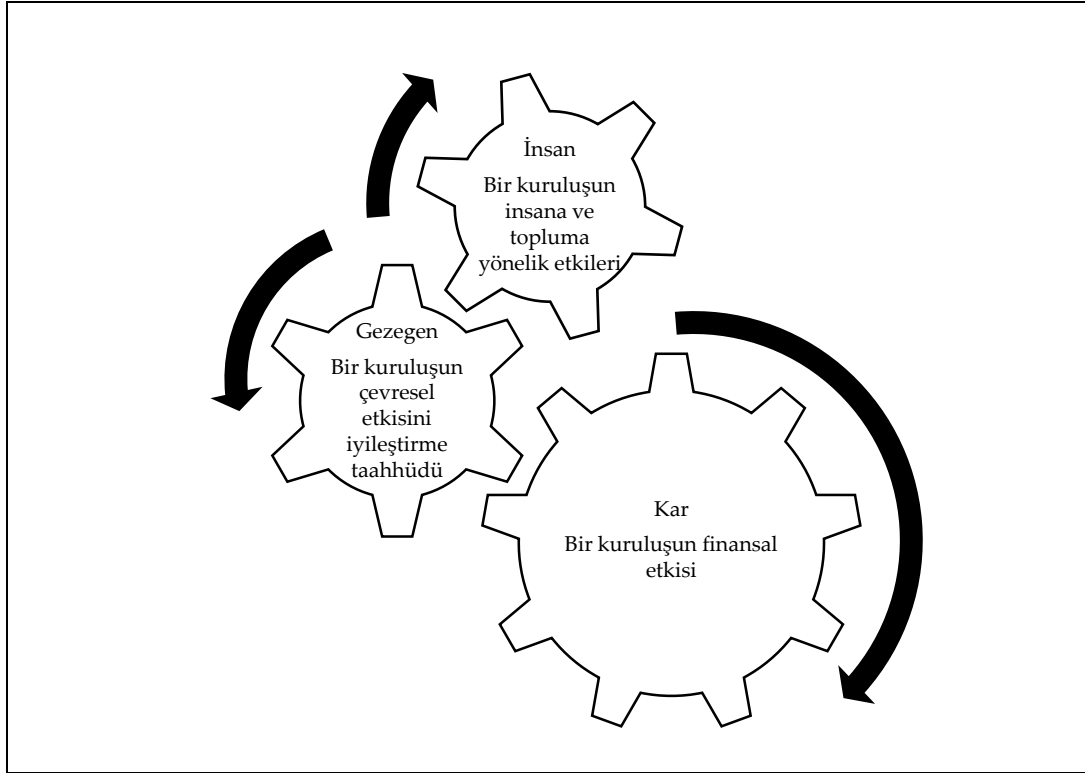 İnsan
Bir kuruluşun
insana ve
topluma
yönelik etkileri
Gezegen
Bir kuruluşun
çevresel
etkisini
iyileştirme
taahhüdü
Kar
Bir kuruluşun finansal
etkisi